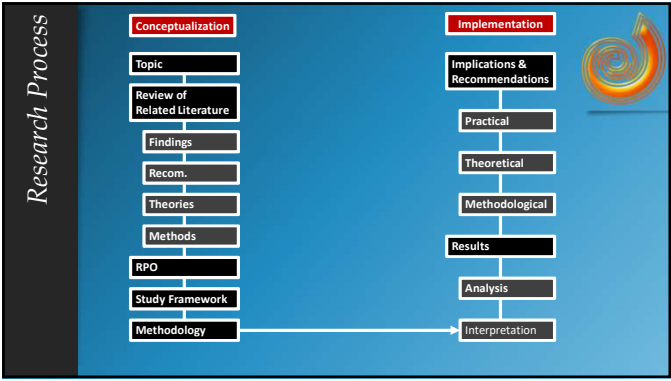 Research Process
Conceptualization
Topic
Review of
Related Literature
Findings
Recom.
Theories
Methods
RPO
Study Framework
Methodology
Implementation
Implications &
Recommendations
Practical
Theoretical
Methodological
Results
Analysis
Interpretation